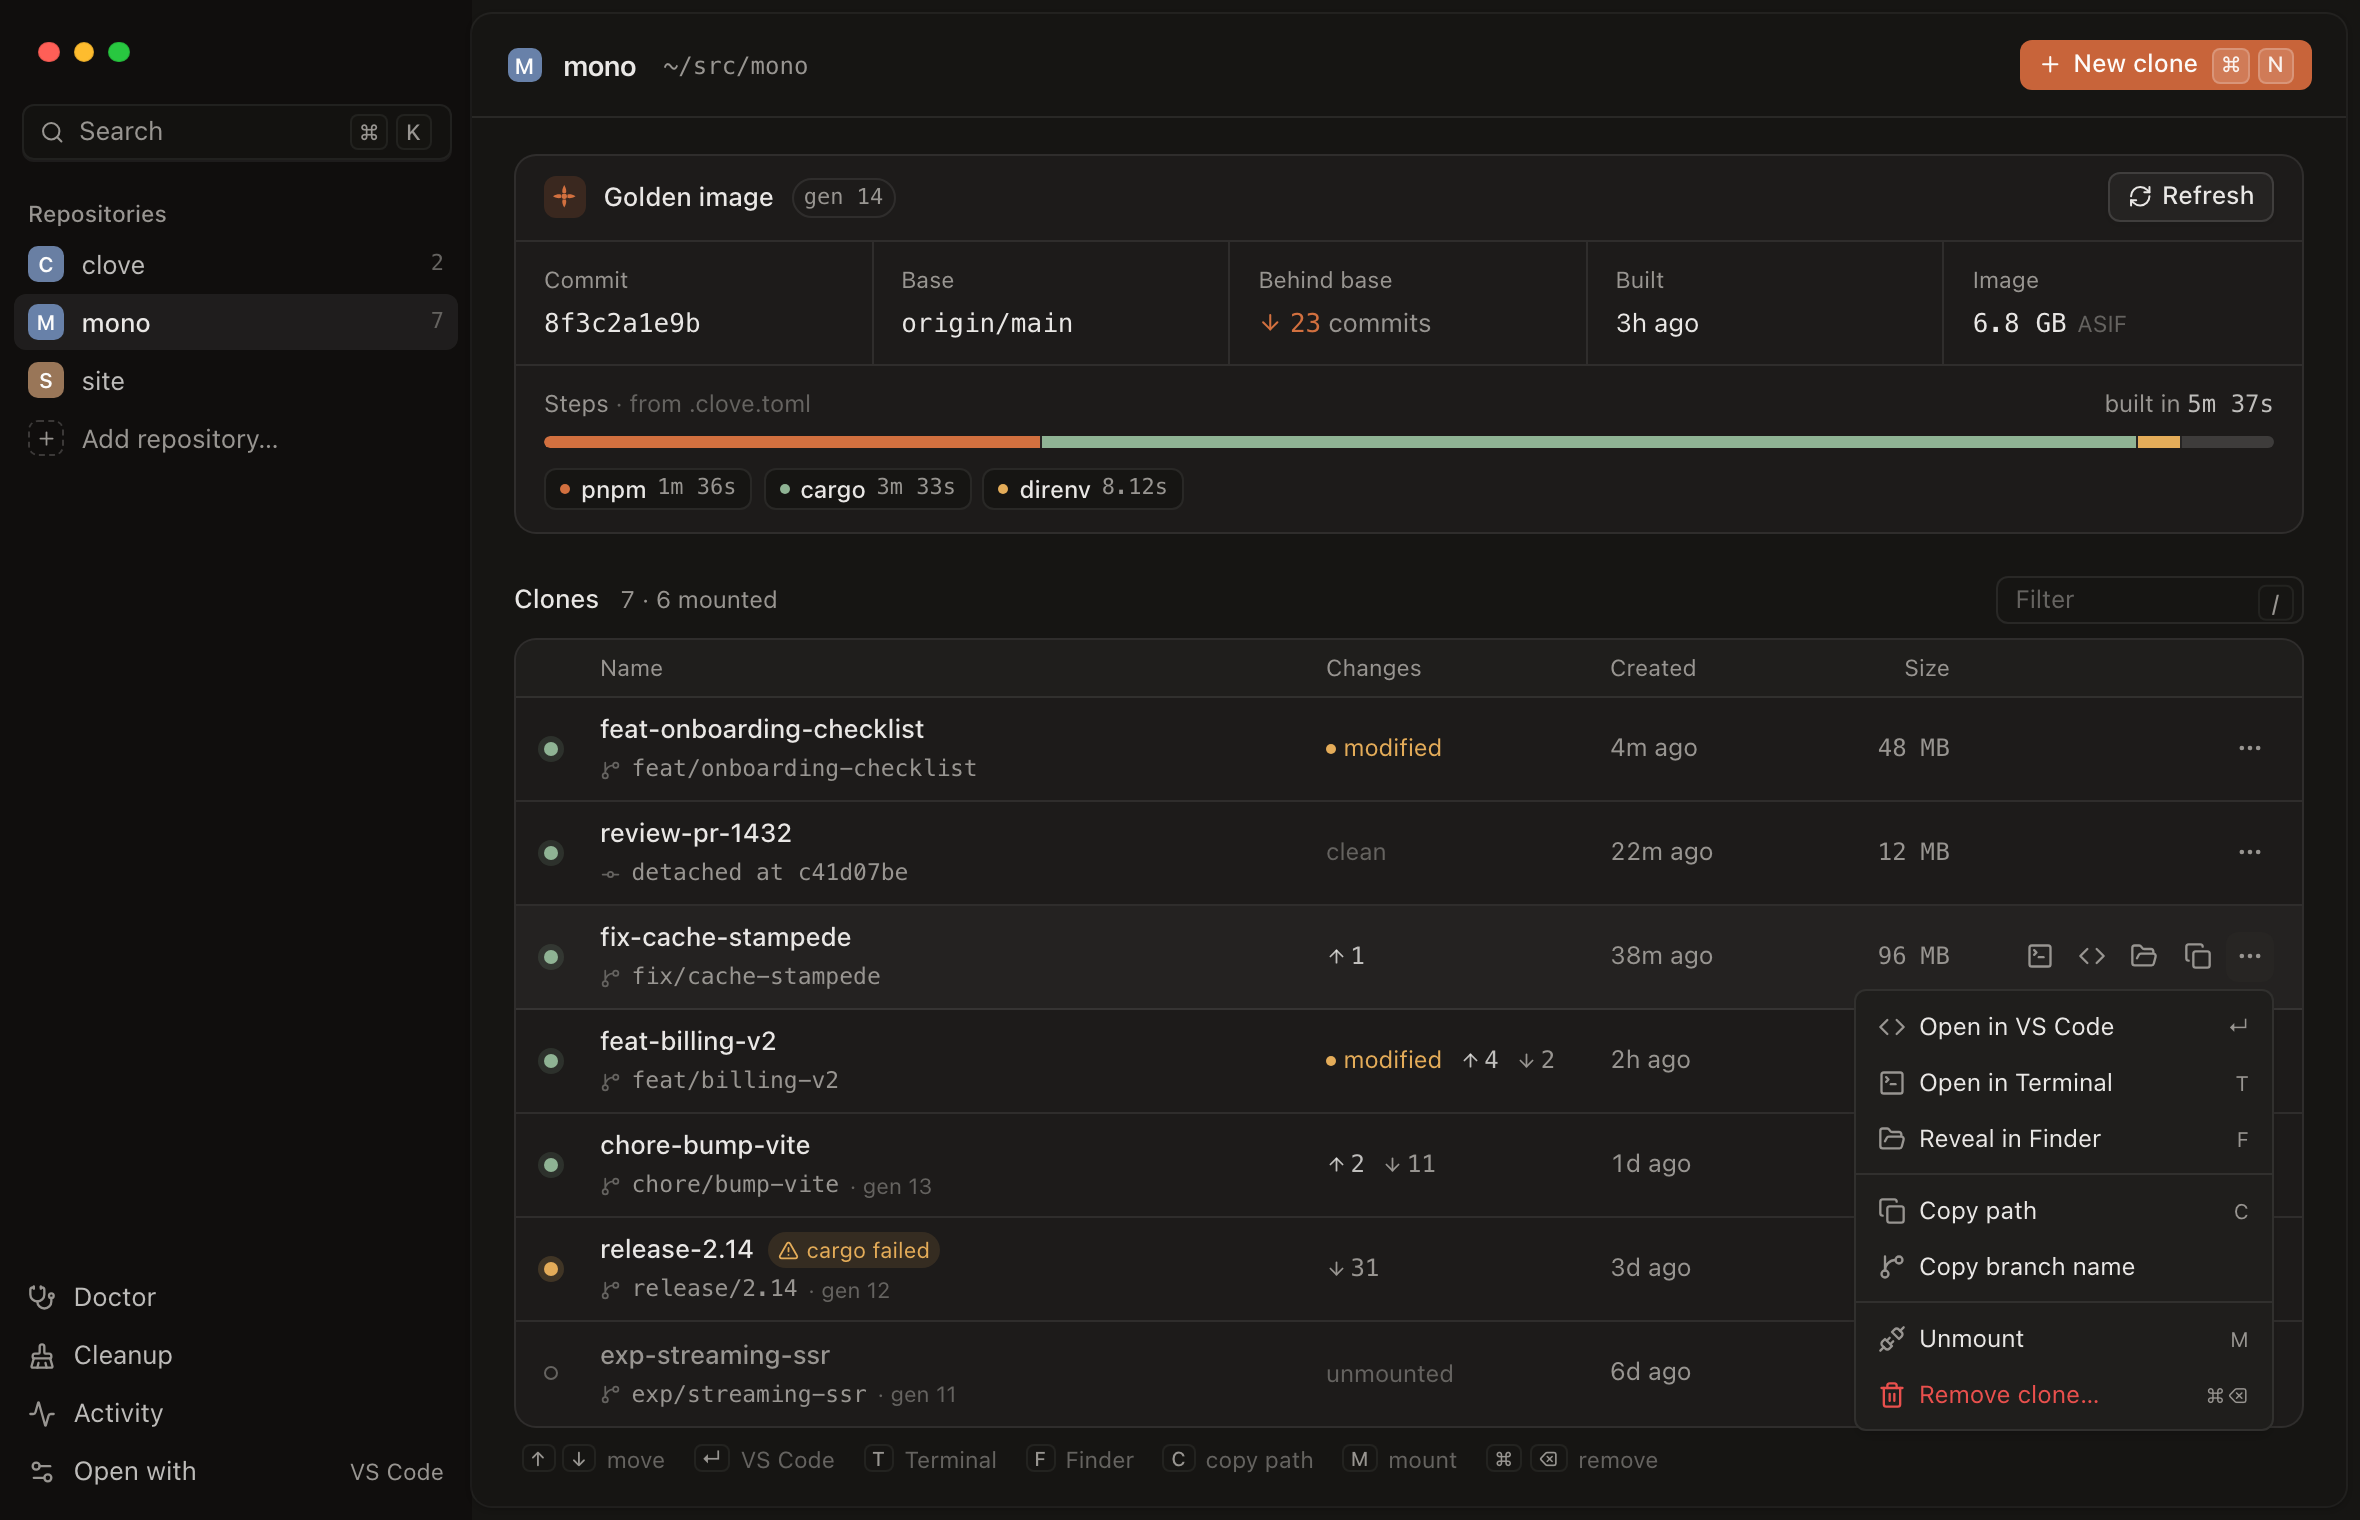 Search ⌘ K
Repositories
C clove 2
M mono 7
S site
+ Add repository...
Doctor
Cleanup
Activity
Open with VS Code
M mono ~/src/mono
+ New clone ⌘ N
Golden image gen 14
Refresh
Commit
8f3c2a1e9b
Base
origin/main
Behind base
↓ 23 commits
Built
3h ago
Image
6.8 GB ASIF
Steps · from .clove.toml
built in 5m 37s
pnpm 1m 36s
cargo 3m 33s
direnv 8.12s
Clones 7 · 6 mounted
Filter /
Name Changes Created Size
feat-onboarding-checklist
feat/onboarding-checklist
modified 4m ago 48 MB
review-pr-1432
detached at c41d07be
clean 22m ago 12 MB
fix-cache-stampede
fix/cache-stampede
↑ 1 38m ago 96 MB
feat-billing-v2
feat/billing-v2
modified ↑ 4 ↓ 2 2h ago
chore-bump-vite
chore/bump-vite · gen 13
↑ 2 ↓ 11 1d ago
release-2.14 cargo failed
release/2.14 · gen 12
↓ 31 3d ago
exp-streaming-ssr
exp/streaming-ssr · gen 11
unmounted 6d ago
Open in VS Code ↵
Open in Terminal T
Reveal in Finder F
Copy path C
Copy branch name
Unmount M
Remove clone... ⌘⌫
↑ ↓ move ↵ VS Code T Terminal F Finder C copy path M mount ⌘ ⌫ remove